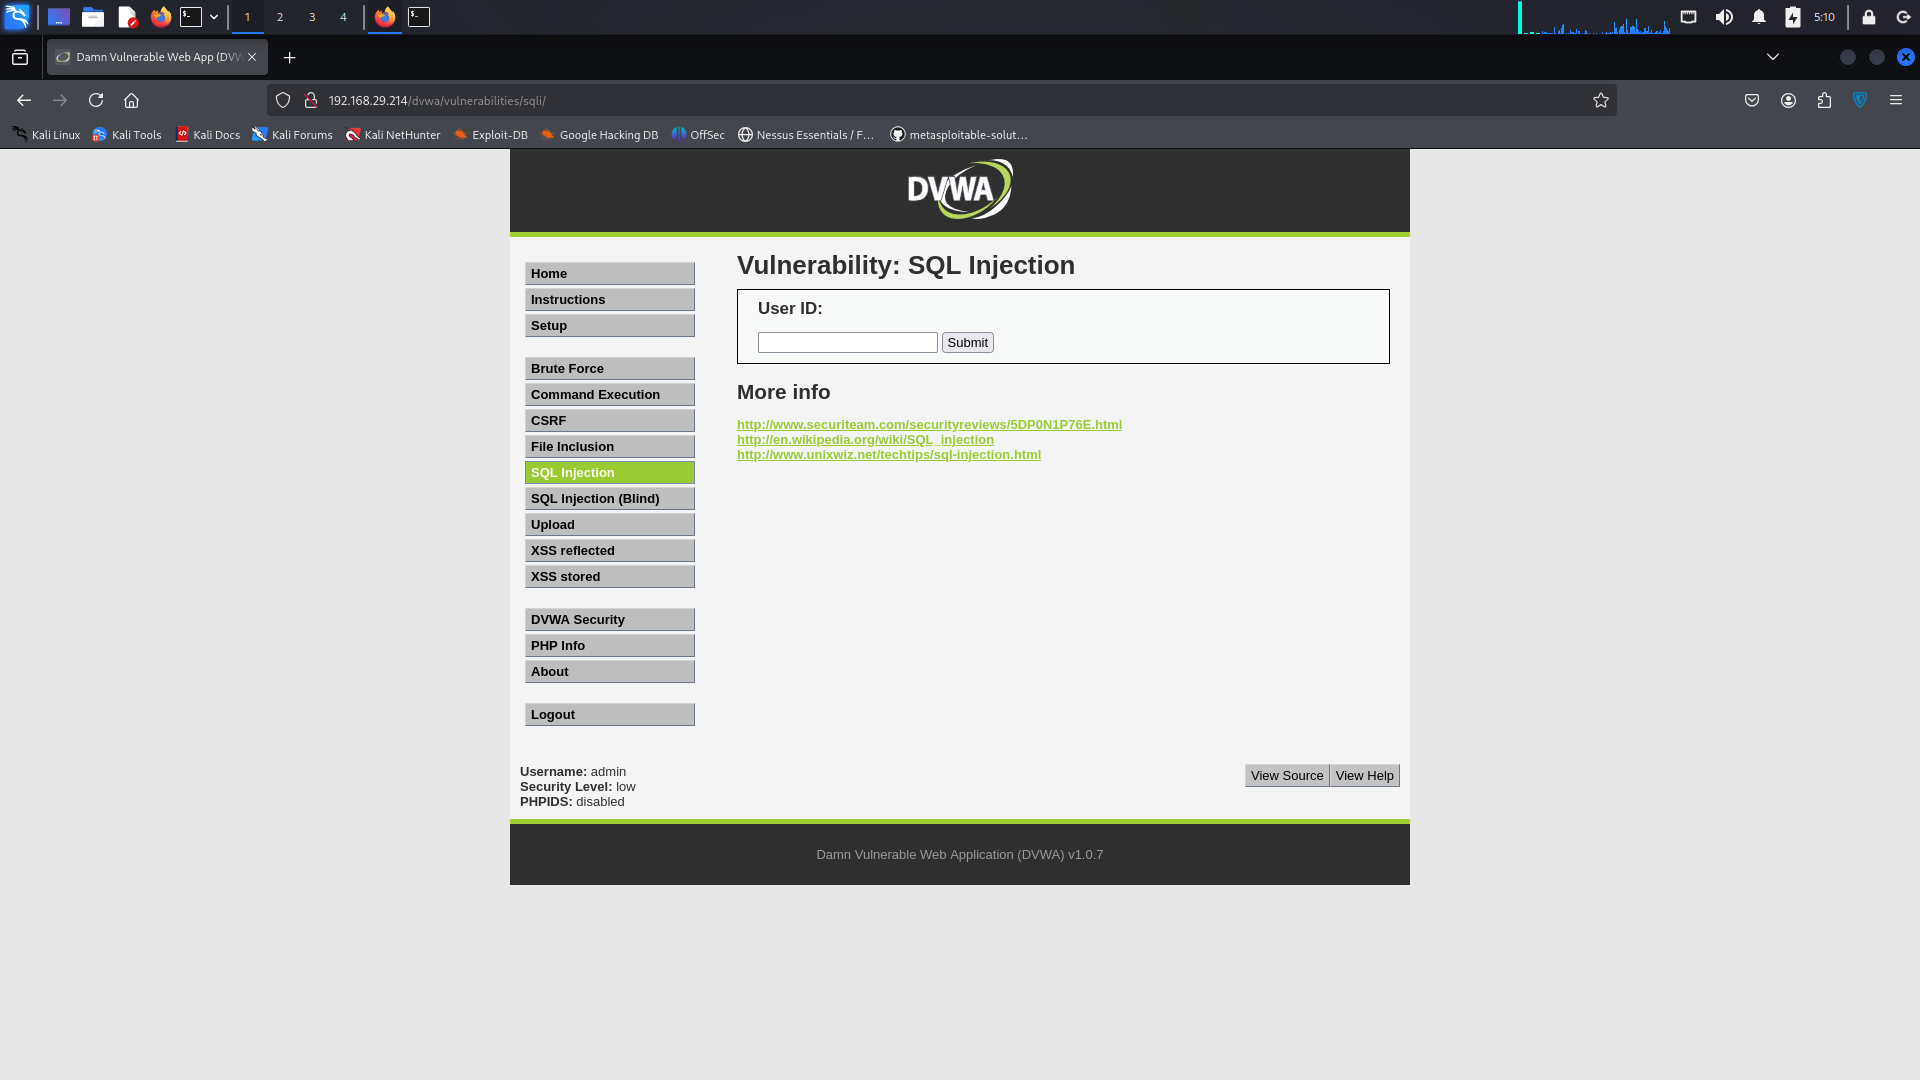 1 2 3 4 5:10
Damn Vulnerable Web App (DVW
192.168.29.214/dvwa/vulnerabilities/sqli/
Kali Linux Kali Tools Kali Docs Kali Forums Kali NetHunter Exploit-DB Google Hacking DB OffSec Nessus Essentials / F... metasploitable-solut...
DVWA
Home
Instructions
Setup
Brute Force
Command Execution
CSRF
File Inclusion
SQL Injection
SQL Injection (Blind)
Upload
XSS reflected
XSS stored
DVWA Security
PHP Info
About
Logout
Vulnerability: SQL Injection
User ID:
Submit
More info
http://www.securiteam.com/securityreviews/5DP0N1P76E.html
http://en.wikipedia.org/wiki/SQL_injection
http://www.unixwiz.net/techtips/sql-injection.html
Username: admin
Security Level: low
PHPIDS: disabled
View Source View Help
Damn Vulnerable Web Application (DVWA) v1.0.7